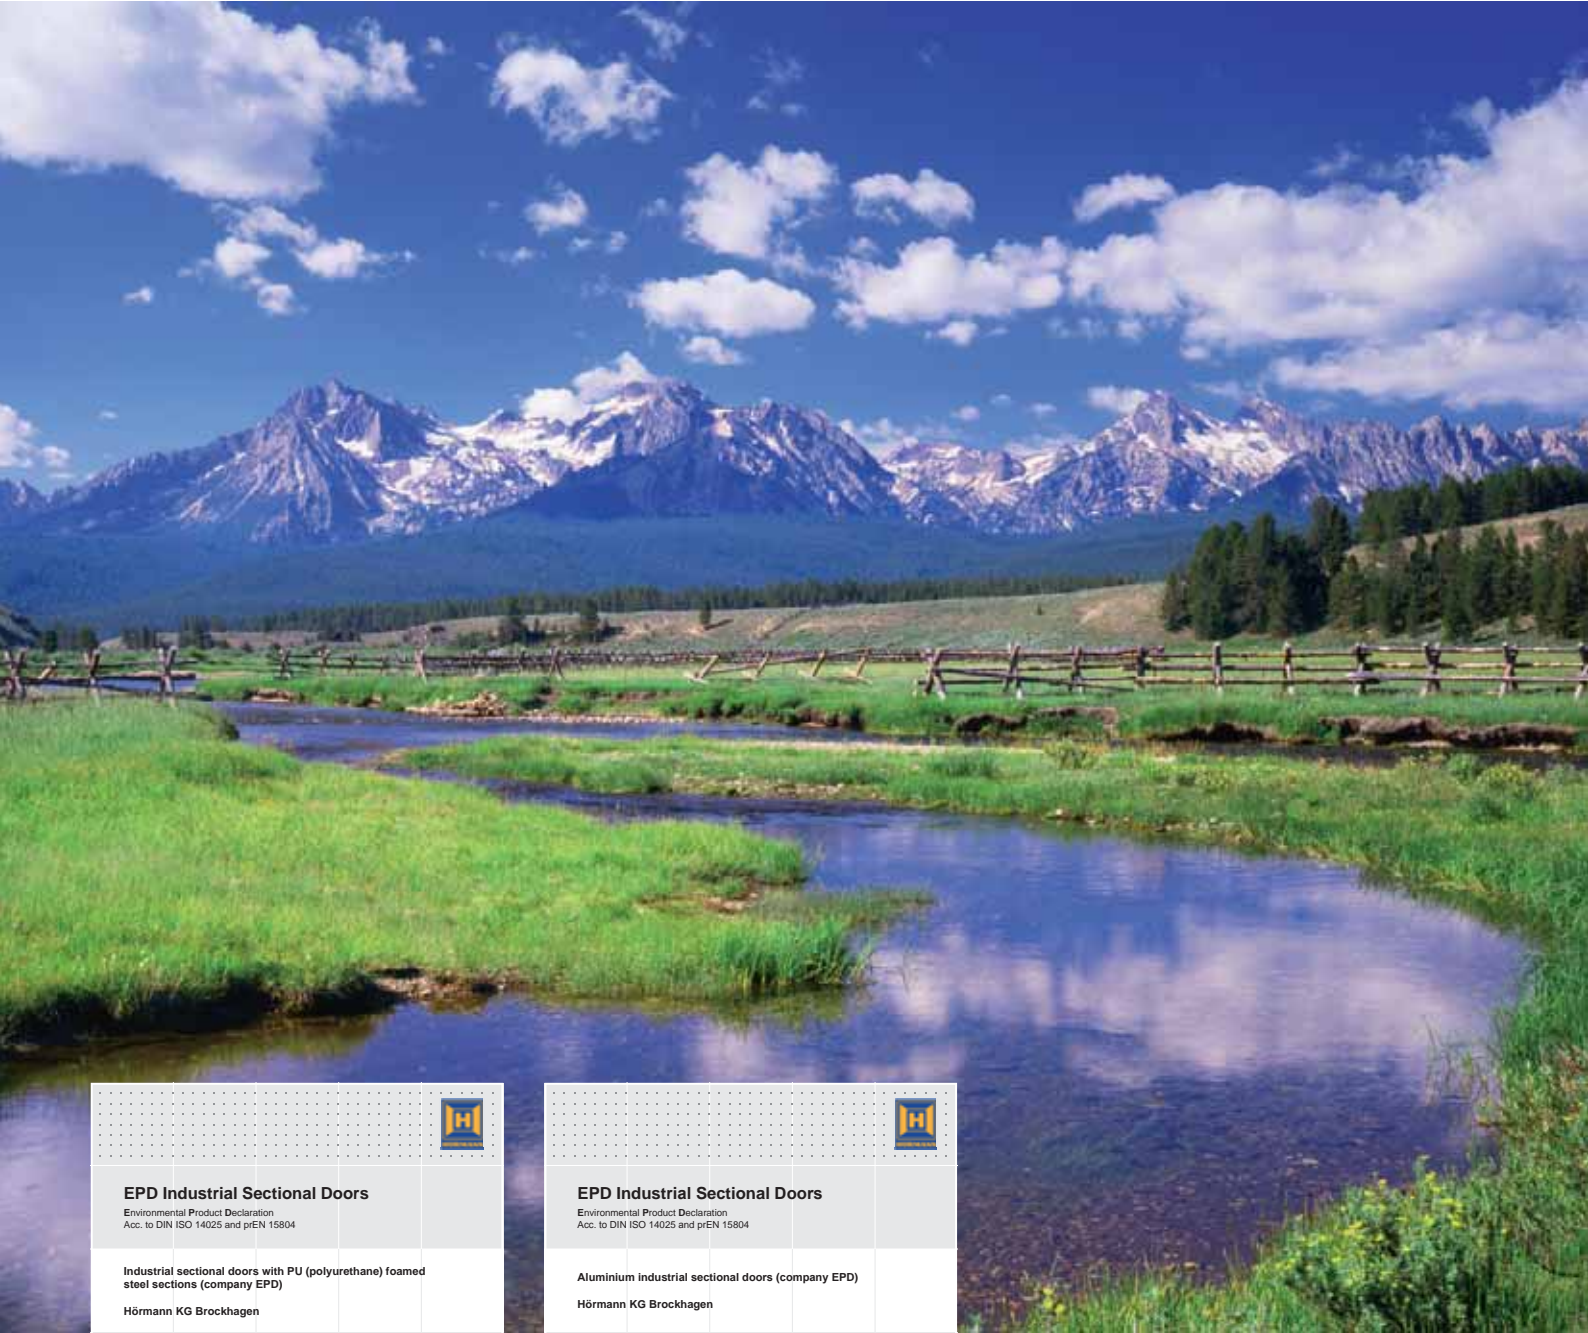 EPD Industrial Sectional Doors
Environmental Product Declaration
Acc. to DIN ISO 14025 and prEN 15804
Industrial sectional doors with PU (polyurethane) foamed
steel sections (company EPD)
Hörmann KG Brockhagen
EPD Industrial Sectional Doors
Environmental Product Declaration
Acc. to DIN ISO 14025 and prEN 15804
Aluminium industrial sectional doors (company EPD)
Hörmann KG Brockhagen